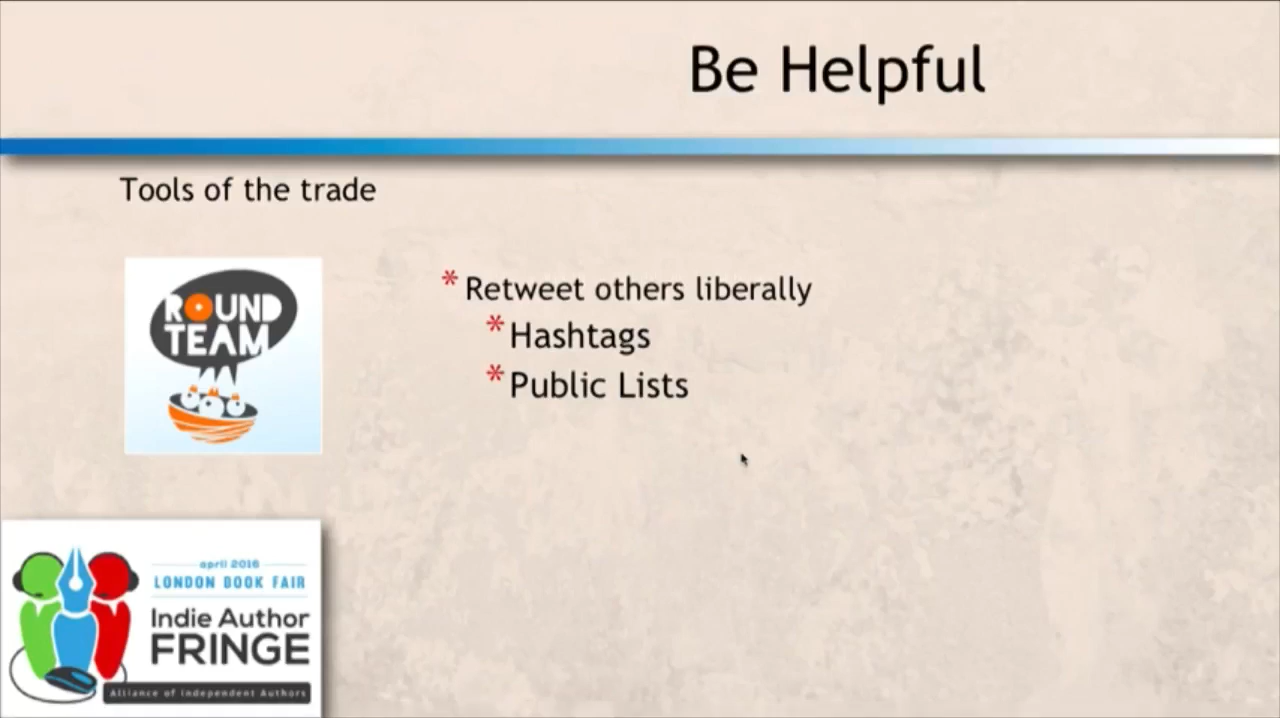 Be Helpful
Tools of the trade
ROUND
TEAM
* Retweet others liberally
* Hashtags
* Public Lists
april 2016
LONDON BOOK FAIR
Indie Author
FRINGE
Alliance of Independent Authors